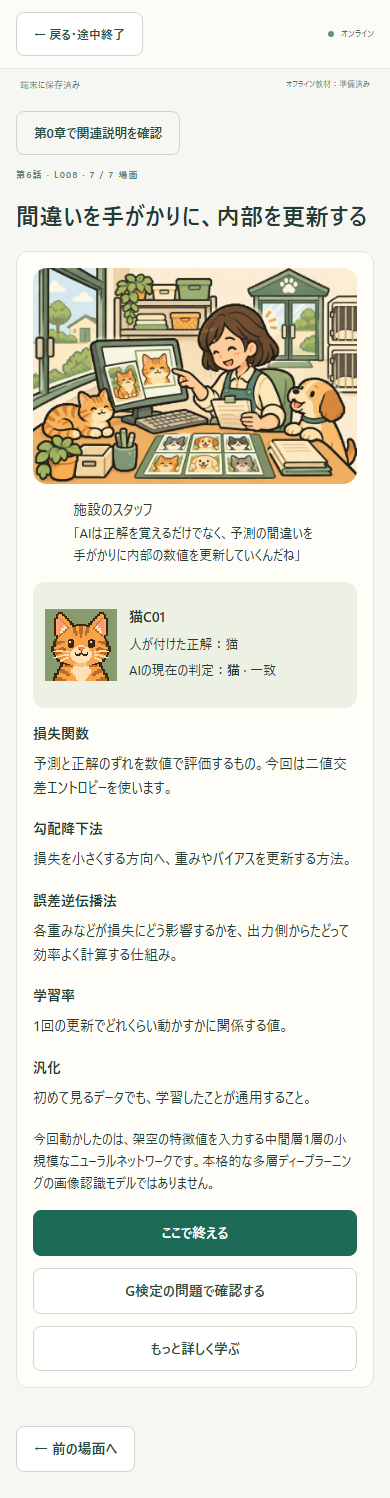 ← 戻る・途中終了
オンライン
端末に保存済み
オフライン教材：準備済み
第0章で関連説明を確認
第6話 · L008 · 7 / 7 場面
間違いを手がかりに、内部を更新する
施設のスタッフ
「AIは正解を覚えるだけでなく、予測の間違いを
手がかりに内部の数値を更新していくんだね」
猫C01
人が付けた正解：猫
AIの現在の判定：猫 · 一致
損失関数
予測と正解のずれを数値で評価するもの。今回は二値交
差エントロピーを使います。
勾配降下法
損失を小さくする方向へ、重みやバイアスを更新する方法。
誤差逆伝播法
各重みなどが損失にどう影響するかを、出力側からたどって
効率よく計算する仕組み。
学習率
1回の更新でどれくらい動かすかに関係する値。
汎化
初めて見るデータでも、学習したことが通用すること。
今回動かしたのは、架空の特徴値を入力する中間層1層の小
規模なニューラルネットワークです。本格的な多層ディープラーニン
グの画像認識モデルではありません。
ここで終える
G検定の問題で確認する
もっと詳しく学ぶ
← 前の場面へ